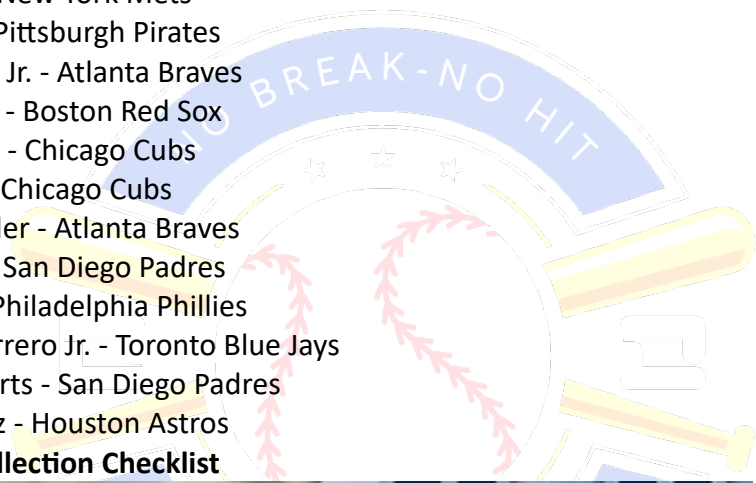 New York Mets
Pittsburgh Pirates
Jr. - Atlanta Braves
- Boston Red Sox
- Chicago Cubs
Chicago Cubs
ler - Atlanta Braves
San Diego Padres
Philadelphia Phillies
rrero Jr. - Toronto Blue Jays
rts - San Diego Padres
z - Houston Astros
llection Checklist
NO BREAK-NO HIT